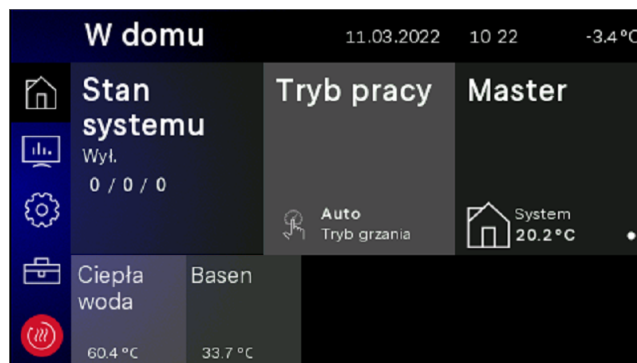 W domu 11.03.2022 10 22 -3.4 °C
Stan systemu
Wył.
0 / 0 / 0
Tryb pracy
Auto
Tryb grzania
Master
System
20.2°C
Ciepła woda
60.4 °C
Basen
33.7 °C